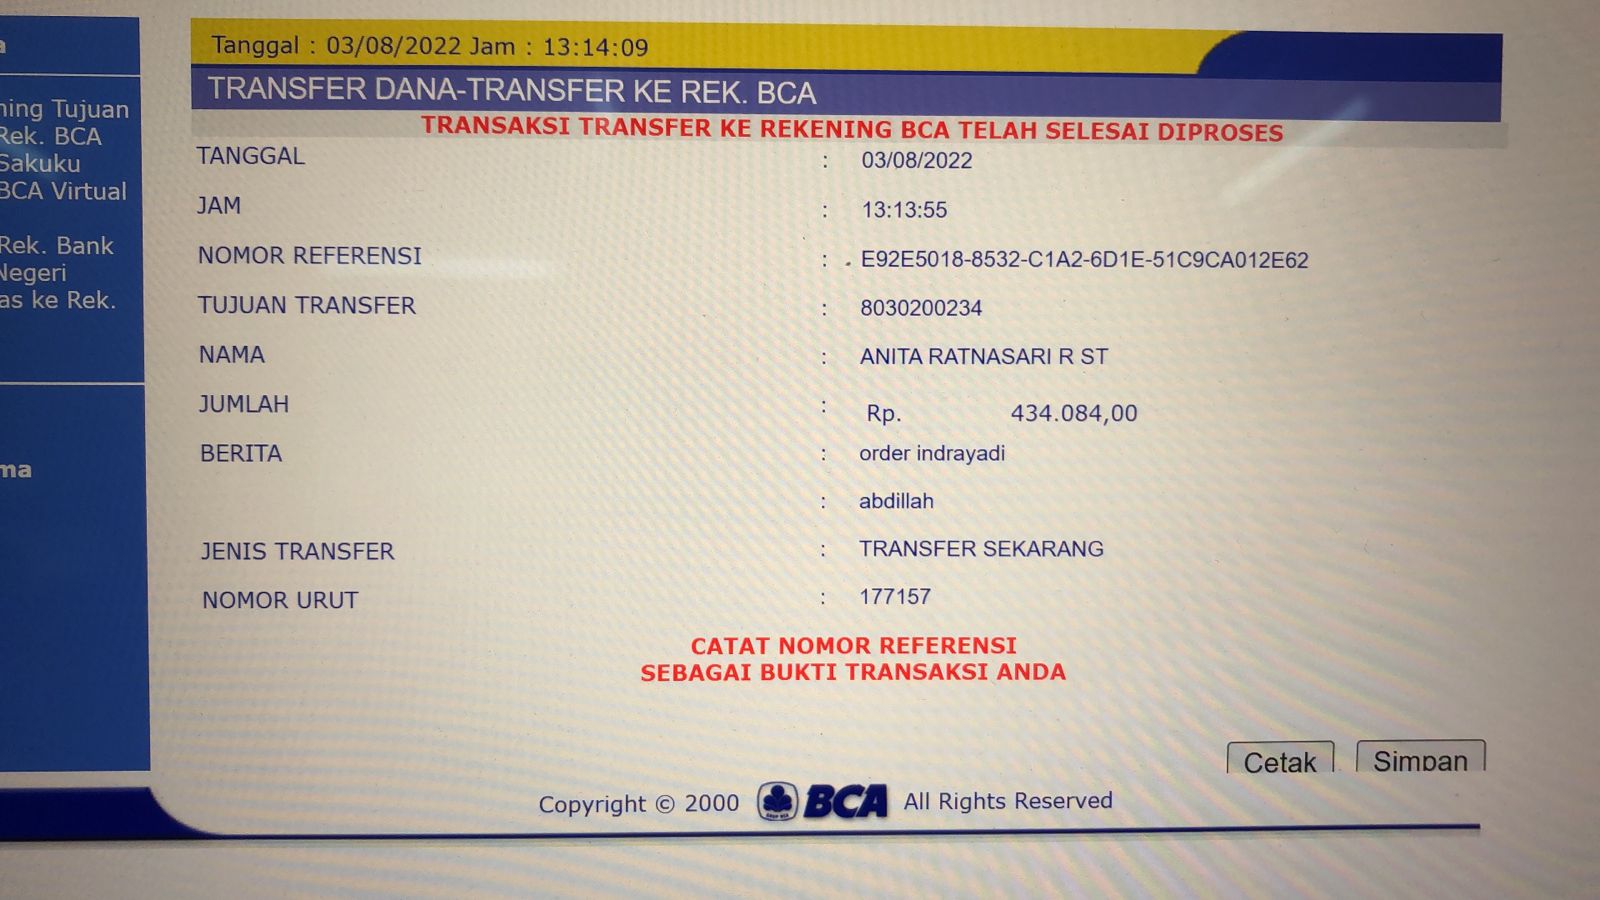 Tanggal : 03/08/2022 Jam : 13:14:09
TRANSFER DANA-TRANSFER KE REK. BCA
TRANSAKSI TRANSFER KE REKENING BCA TELAH SELESAI DIPROSES
TANGGAL : 03/08/2022
JAM : 13:13:55
NOMOR REFERENSI : E92E5018-8532-C1A2-6D1E-51C9CA012E62
TUJUAN TRANSFER : 8030200234
NAMA : ANITA RATNASARI R ST
JUMLAH : Rp. 434.084,00
BERITA : order indrayadi
: abdillah
JENIS TRANSFER : TRANSFER SEKARANG
NOMOR URUT : 177157
CATAT NOMOR REFERENSI
SEBAGAI BUKTI TRANSAKSI ANDA
Cetak Simpan
Copyright © 2000 BCA All Rights Reserved
Tujuan
Rek. BCA
Sakuku
BCA Virtual
Rek. Bank
Negeri
ke Rek.